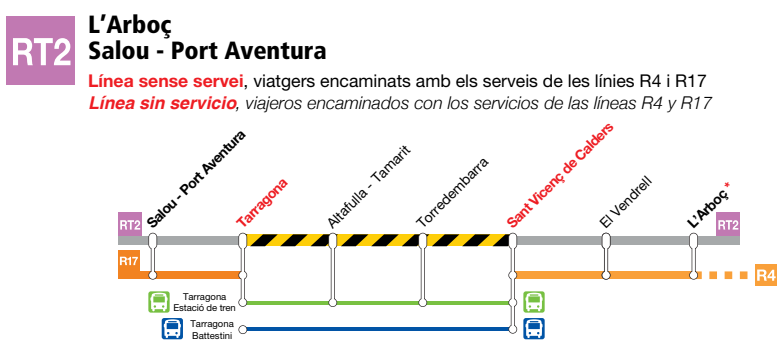 RT2
L'Arboç
Salou - Port Aventura
Línea sense servei, viatgers encaminats amb els serveis de les línies R4 i R17
Línea sin servicio, viajeros encaminados con los servicios de las líneas R4 y R17
Salou - Port Aventura
Tarragona
Altafulla - Tamarit
Torredembarra
Sant Vicenç de Calders
El Vendrell
L'Arboç*
RT2
RT2
R17
R4
Tarragona
Estació de tren
Tarragona
Battestini